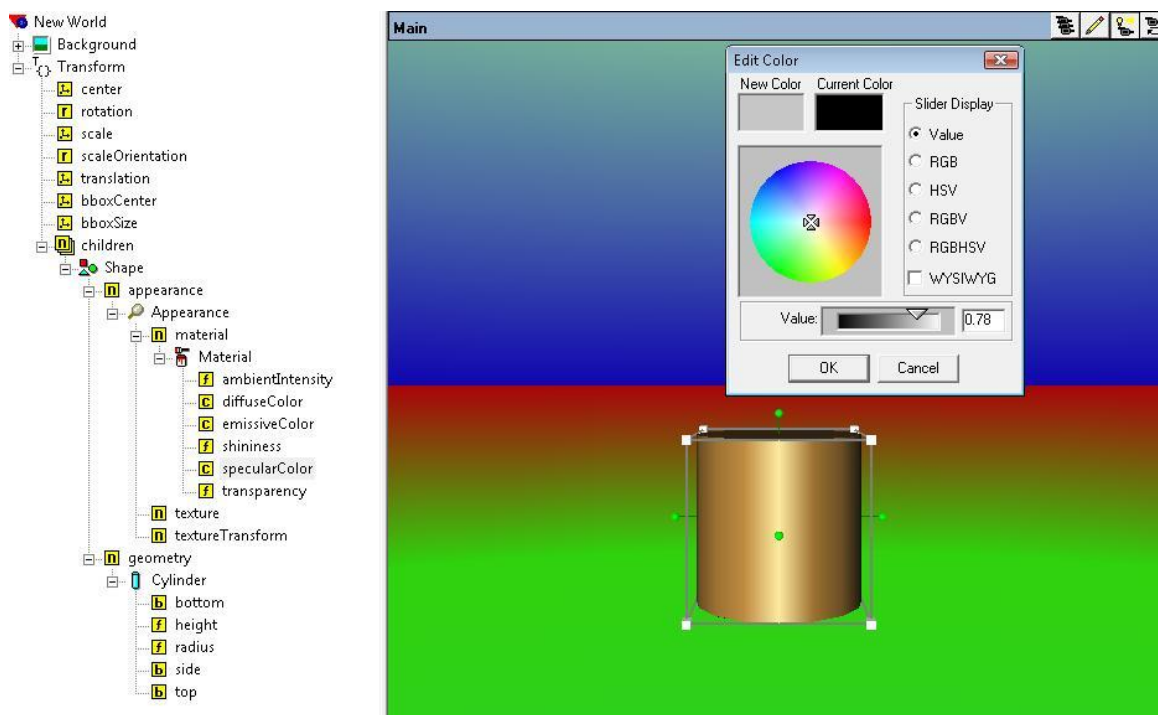 New World
Background
Transform
center
rotation
scale
scaleOrientation
translation
bboxCenter
bboxSize
children
Shape
appearance
Appearance
material
Material
ambientIntensity
diffuseColor
emissiveColor
shininess
specularColor
transparency
texture
textureTransform
geometry
Cylinder
bottom
height
radius
side
top
Main
Edit Color
New Color Current Color
Slider Display
Value
RGB
HSV
RGBV
RGBHSV
WYSIWYG
Value: 0.78
OK Cancel